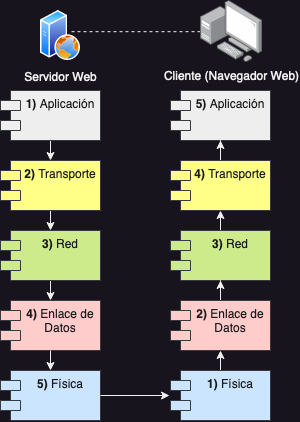 Servidor Web
Cliente (Navegador Web)
1) Aplicación
5) Aplicación
2) Transporte
4) Transporte
3) Red
3) Red
4) Enlace de
Datos
2) Enlace de
Datos
5) Física
1) Física